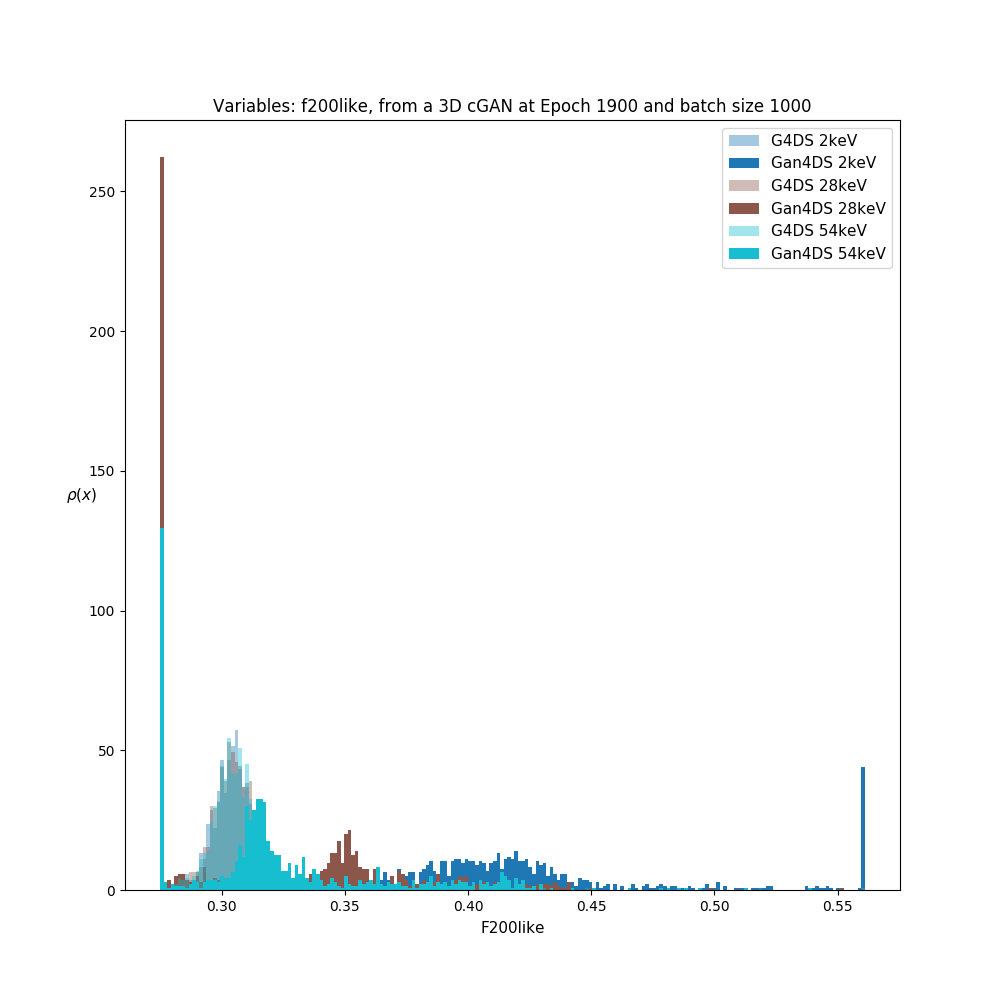 Variables: f200like, from a 3D cGAN at Epoch 1900 and batch size 1000
G4DS 2keV
Gan4DS 2keV
G4DS 28keV
Gan4DS 28keV
G4DS 54keV
Gan4DS 54keV
250
200
150
ρ(x)
100
50
0
0.30 0.35 0.40 0.45 0.50 0.55
F200like